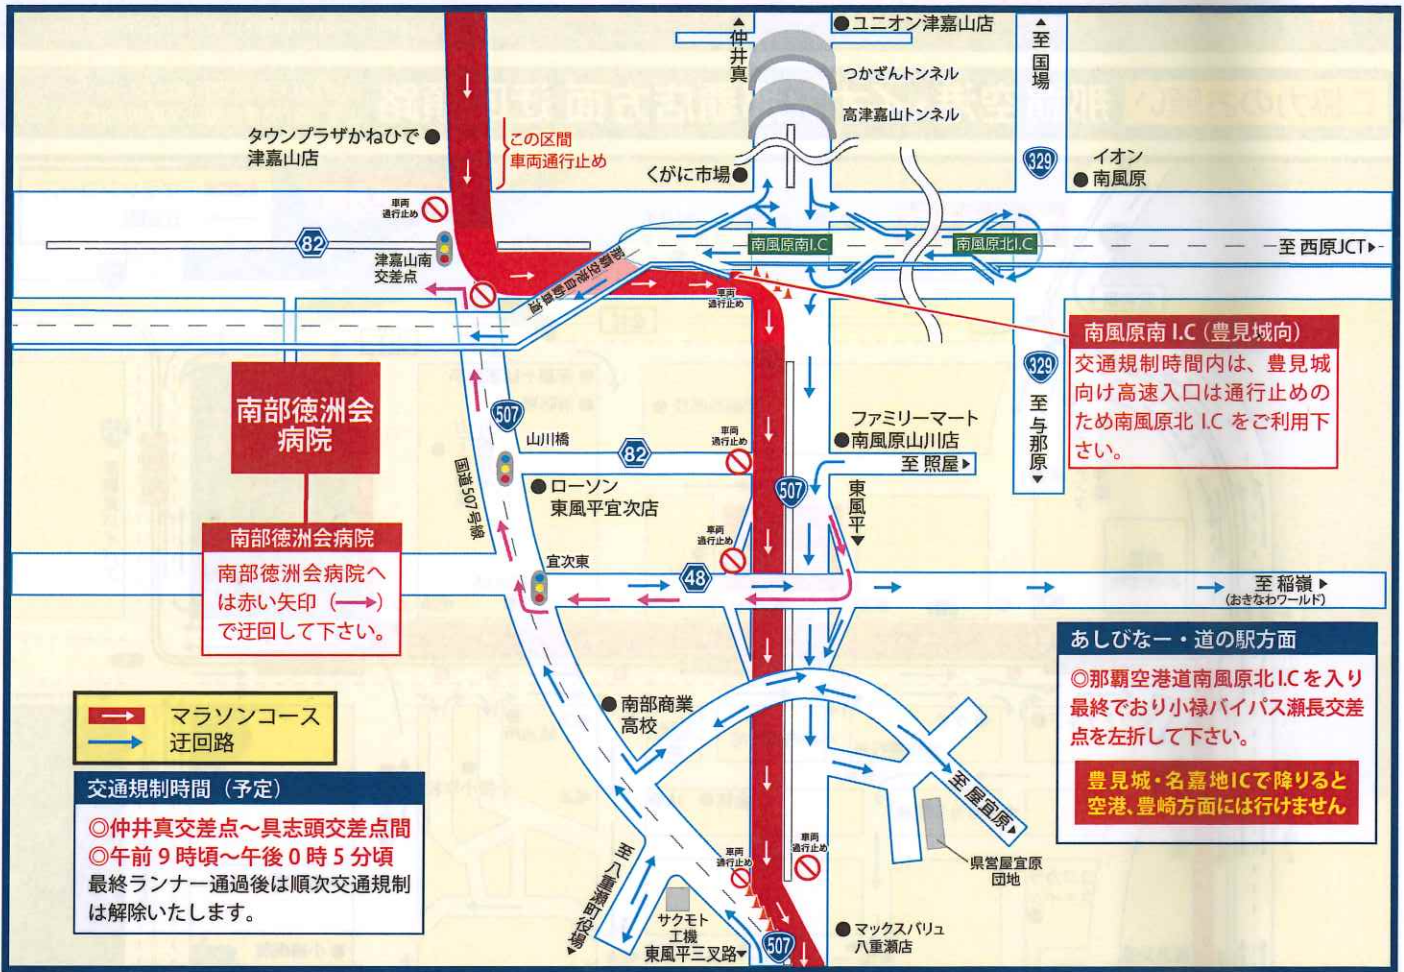 ユニオン津嘉山店
仲井真
至 国場
つかざんトンネル
高津嘉山トンネル
タウンプラザかねひで
津嘉山店
この区間
車両通行止め
くがに市場
329
イオン
南風原
車両
通行止め
82
津嘉山南
交差点
南風原南I.C
南風原北I.C
至 西原JCT
那覇空港自動車道
車両
通行止め
南風原南 I.C (豊見城向)
交通規制時間内は、豊見城
向け高速入口は通行止めの
ため南風原北 I.C をご利用下
さい。
329
至 与那原
南部徳洲会
病院
507
国道507号線
山川橋
82
車両
通行止め
ファミリーマート
南風原山川店
至 照屋
ローソン
東風平宜次店
507
東風平
車両
通行止め
南部徳洲会病院
南部徳洲会病院へ
は赤い矢印(→)
で迂回して下さい。
宜次東
48
至 稲嶺
(おきなわワールド)
あしびなー・道の駅方面
◎那覇空港道南風原北I.Cを入り
最終でおり小禄バイパス瀬長交差
点を左折して下さい。
豊見城・名嘉地ICで降りると
空港、豊崎方面には行けません
南部商業
高校
マラソンコース
迂回路
交通規制時間(予定)
◎仲井真交差点~具志頭交差点間
◎午前9時頃~午後0時5分頃
最終ランナー通過後は順次交通規制
は解除いたします。
至 屋宜原
県営屋宜原
団地
至 八重瀬町役場
車両
通行止め
車両
通行止め
サクモト
工機
東風平三叉路
507
マックスバリュ
八重瀬店